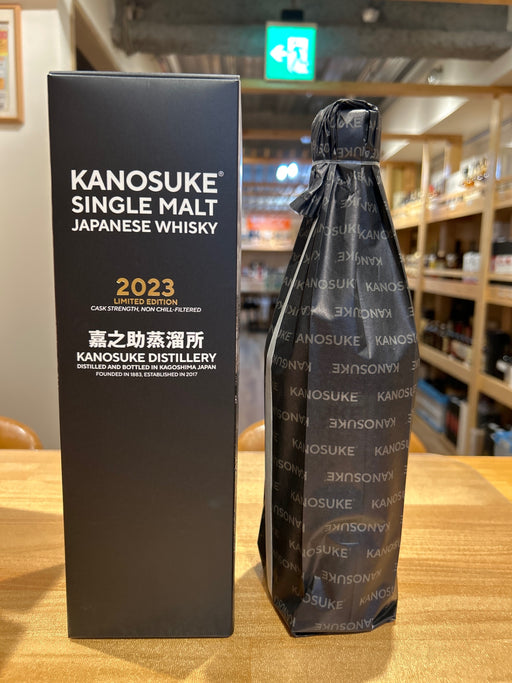 KANOSUKE®
SINGLE MALT
JAPANESE WHISKY
2023
LIMITED EDITION
CASK STRENGTH, NON CHILL-FILTERED
嘉之助蒸溜所
KANOSUKE DISTILLERY
DISTILLED AND BOTTLED IN KAGOSHIMA JAPAN
FOUNDED IN 1883, ESTABLISHED IN 2017
KANOSUKE
KANOSUKE
KANOSUKE
KANOSUKE
KANOSUKE
KANOSUKE
KANOSUKE
KANOSUKE
KANOSUKE
KANOSUKE